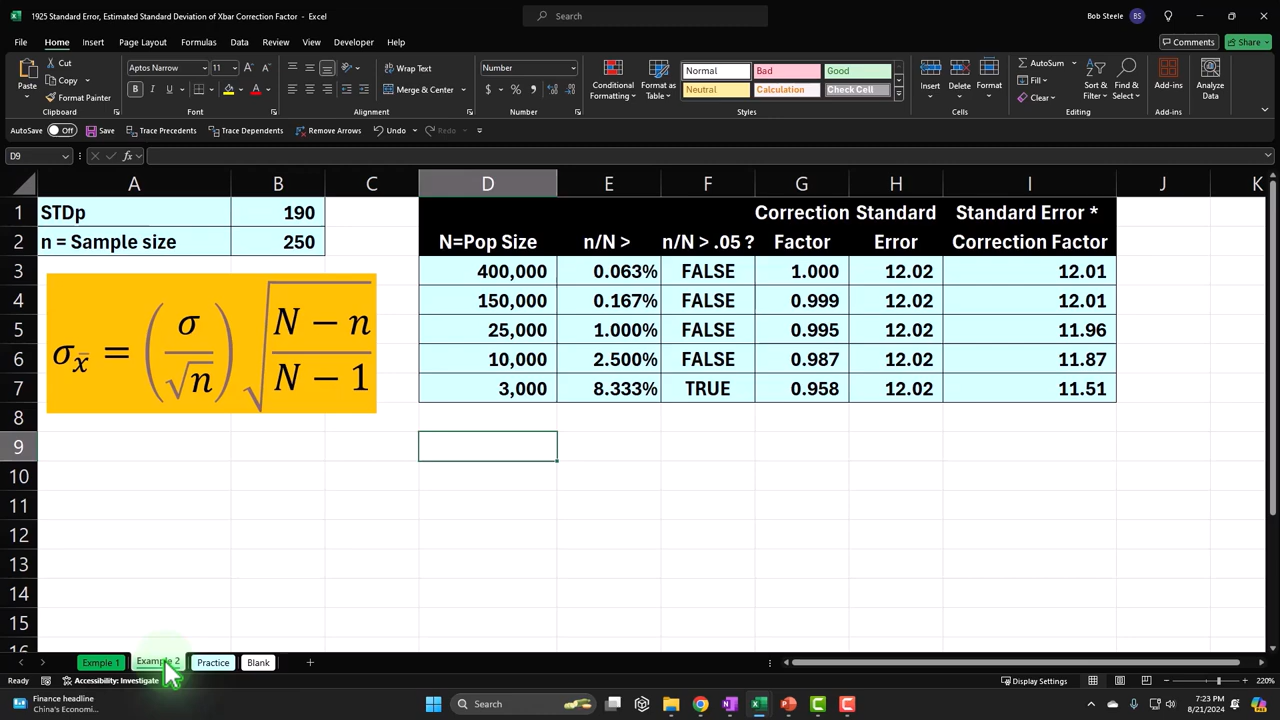 1925 Standard Error, Estimated Standard Deviation of Xbar Correction Factor - Excel
Search
Bob Steele BS
File Home Insert Page Layout Formulas Data Review View Developer Help
Comments Share
Paste
Cut
Copy
Format Painter
Clipboard
Aptos Narrow 11
B I U
Font
Wrap Text
Merge & Center
Alignment
Number
$ % ,
Number
Conditional Formatting
Format as Table
Normal Bad Good
Neutral Calculation Check Cell
Styles
Insert Delete Format
Cells
AutoSum
Fill
Clear
Sort & Filter
Find & Select
Editing
Add-ins
Add-ins
Analyze Data
AutoSave Off Save Trace Precedents Trace Dependents Remove Arrows Undo Redo
D9 fx
A B C D E F G H I J K
1 STDp 190 Correction Standard Standard Error *
2 n = Sample size 250 N=Pop Size n/N > n/N > .05 ? Factor Error Correction Factor
3 400,000 0.063% FALSE 1.000 12.02 12.01
4 150,000 0.167% FALSE 0.999 12.02 12.01
5 25,000 1.000% FALSE 0.995 12.02 11.96
6 10,000 2.500% FALSE 0.987 12.02 11.87
7 3,000 8.333% TRUE 0.958 12.02 11.51
σx̄ = (σ/√n) √((N − n)/(N − 1))
8
9
10
11
12
13
14
15
16
Exmple 1 Example 2 Practice Blank
Ready Accessibility: Investigate Display Settings 220%
Finance headline
China's Economi...
Search
7:23 PM
8/21/2024